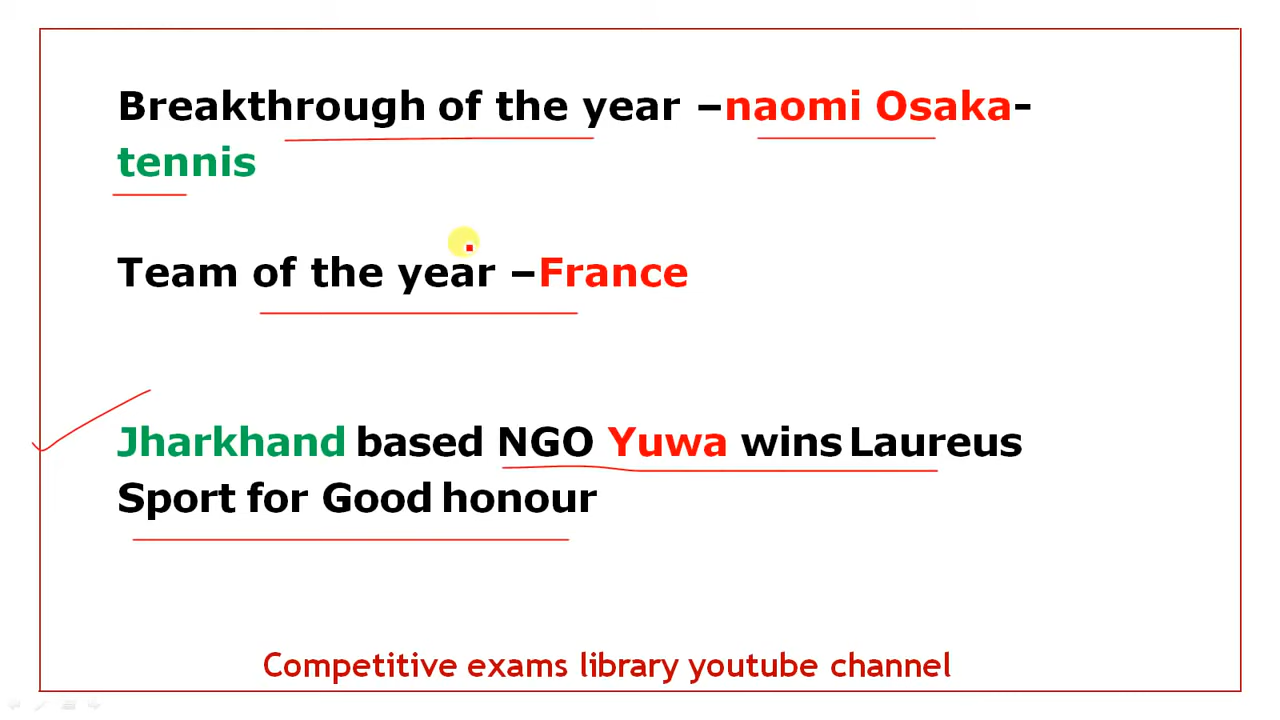 Breakthrough of the year –naomi Osaka-
tennis
Team of the year –France
Jharkhand based NGO Yuwa wins Laureus
Sport for Good honour
Competitive exams library youtube channel